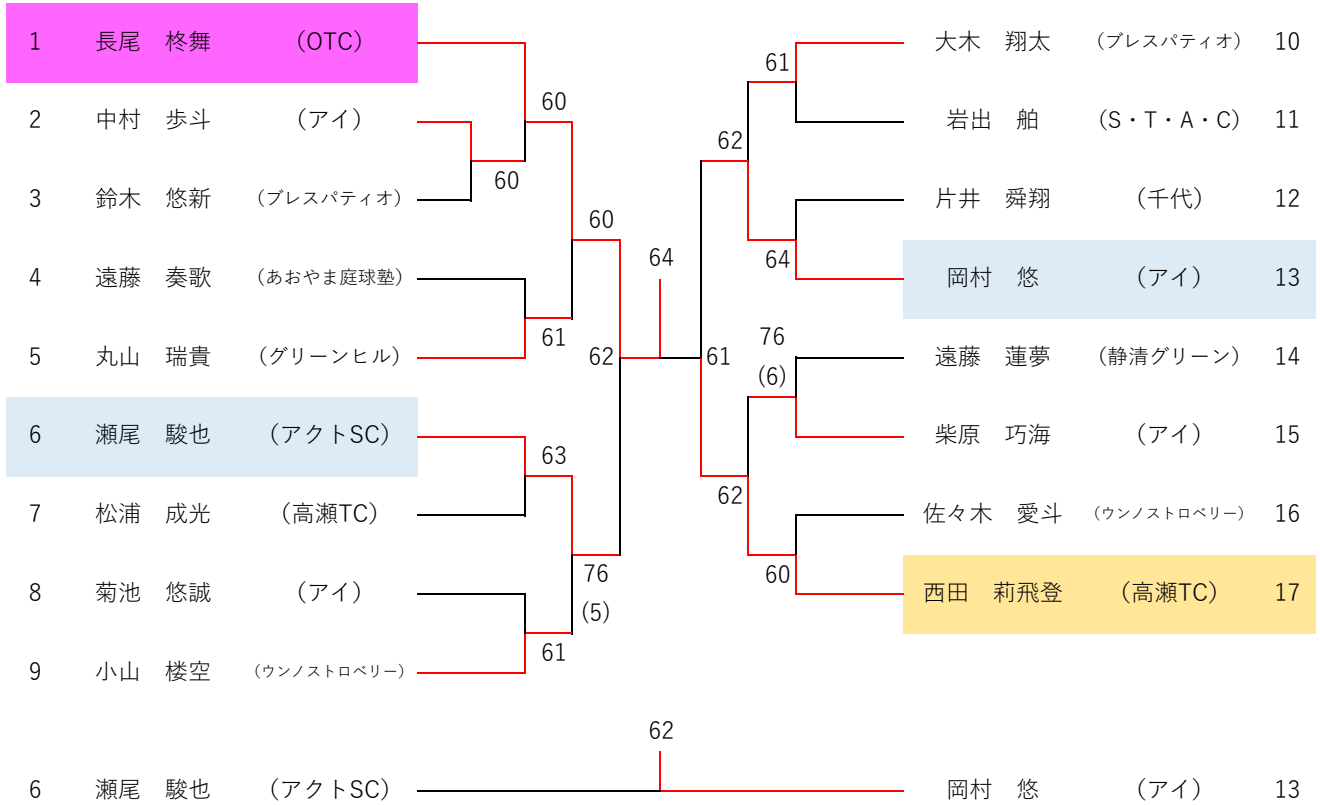 1 長尾 柊舞 (OTC)
2 中村 歩斗 (アイ)
3 鈴木 悠新 (ブレスパティオ)
4 遠藤 奏歌 (あおやま庭球塾)
5 丸山 瑞貴 (グリーンヒル)
6 瀬尾 駿也 (アクトSC)
7 松浦 成光 (高瀬TC)
8 菊池 悠誠 (アイ)
9 小山 楼空 (ウンノストロベリー)
60
60
60
61
62
63
76
(5)
61
64
61
62
64
61
76
(6)
62
60
大木 翔太 (ブレスパティオ) 10
岩出 舶 (S・T・A・C) 11
片井 舜翔 (千代) 12
岡村 悠 (アイ) 13
遠藤 蓮夢 (静清グリーン) 14
柴原 巧海 (アイ) 15
佐々木 愛斗 (ウンノストロベリー) 16
西田 莉飛登 (高瀬TC) 17
62
6 瀬尾 駿也 (アクトSC) 岡村 悠 (アイ) 13